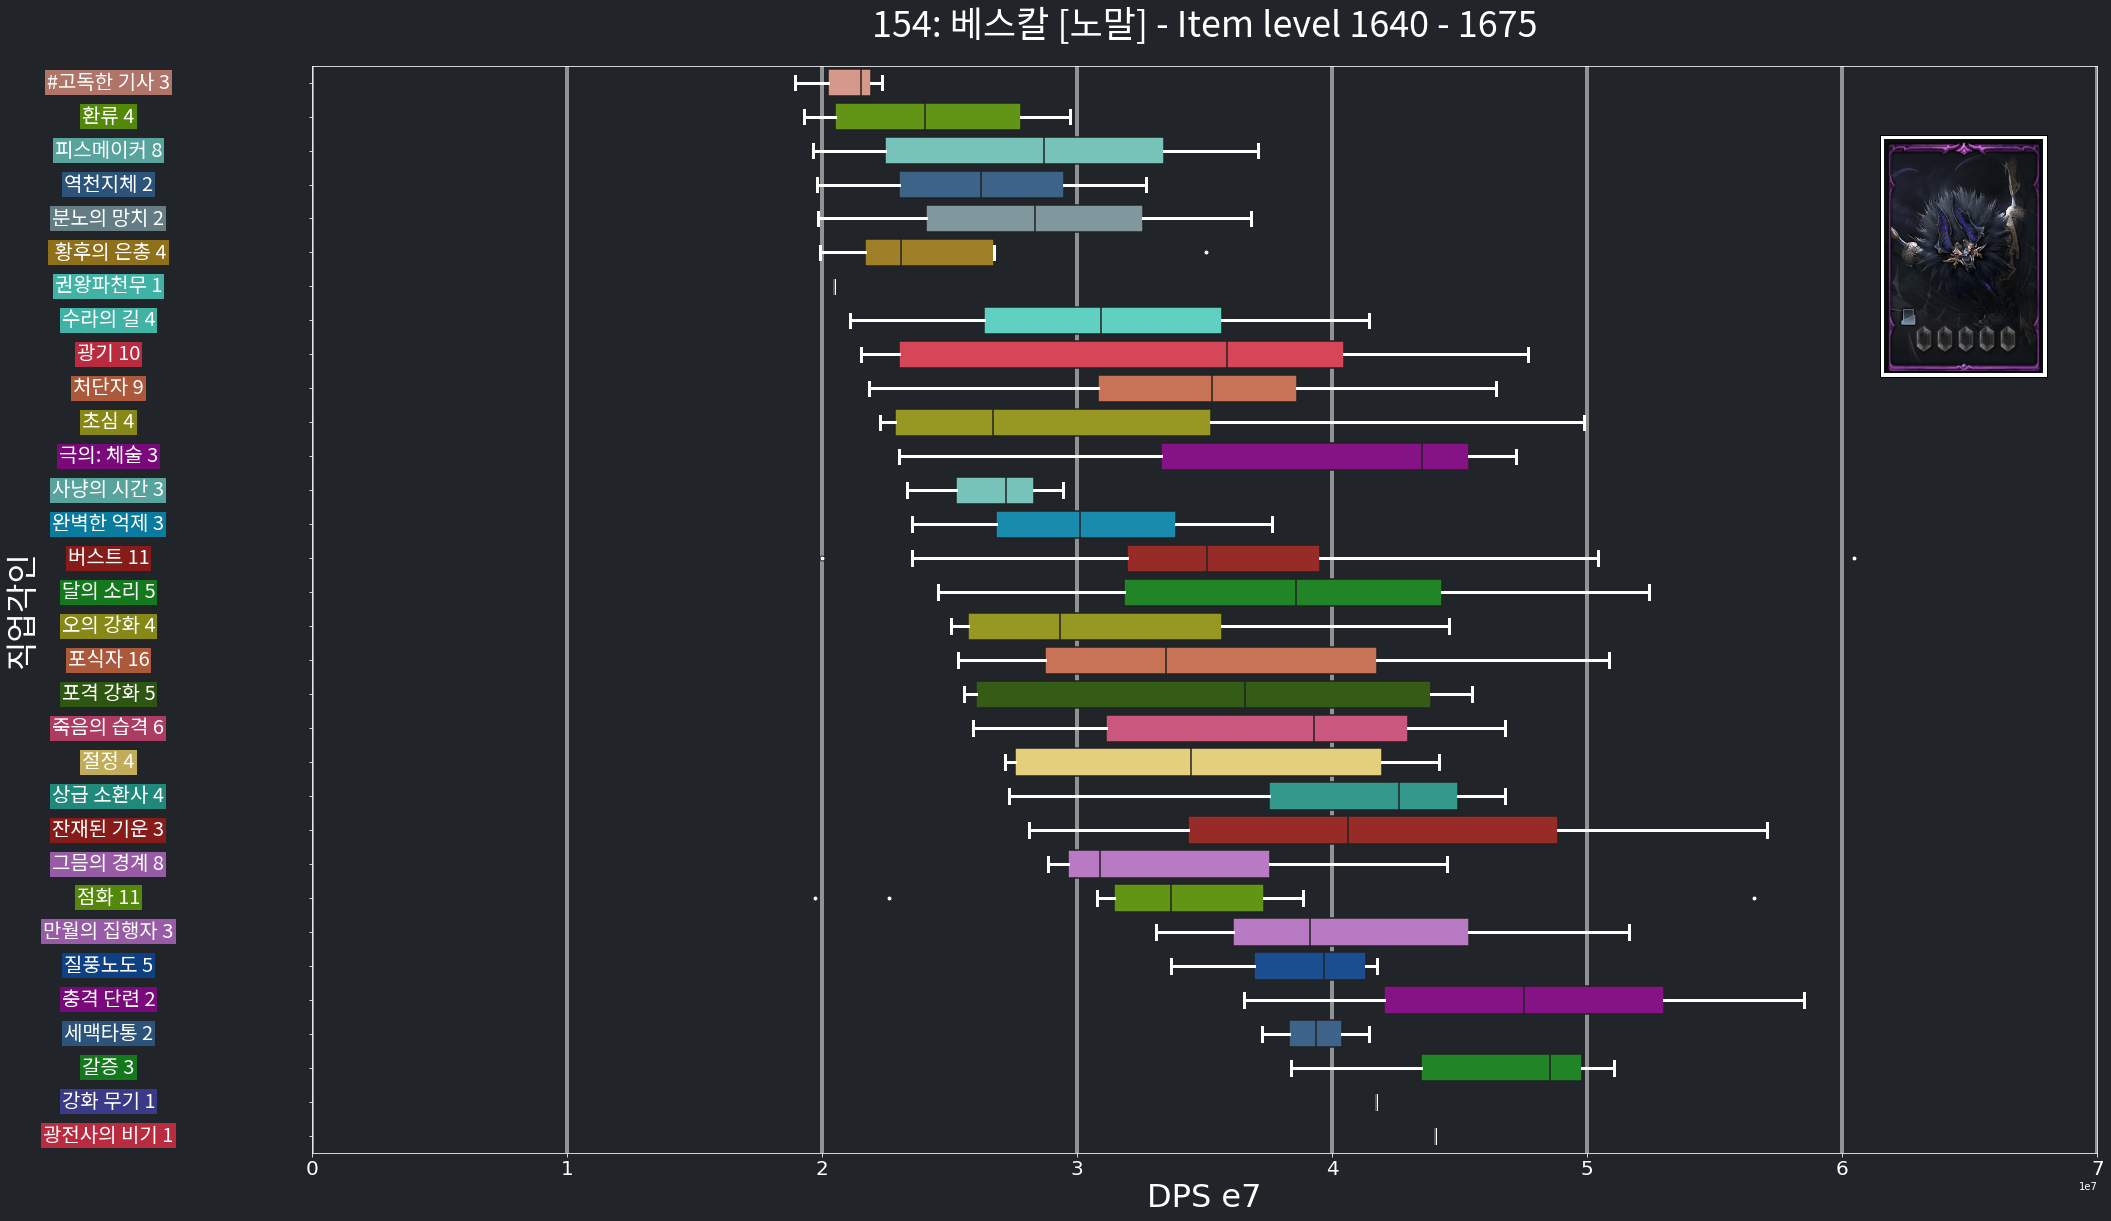 154: 베스칼 [노말] - Item level 1640 - 1675
#고독한 기사 3
환류 4
피스메이커 8
역천지체 2
분노의 망치 2
황후의 은총 4
권왕파천무 1
수라의 길 4
광기 10
처단자 9
초심 4
극의: 체술 3
사냥의 시간 3
완벽한 억제 3
버스트 11
달의 소리 5
오의 강화 4
포식자 16
포격 강화 5
죽음의 습격 6
절정 4
상급 소환사 4
잔재된 기운 3
그믐의 경계 8
점화 11
만월의 집행자 3
질풍노도 5
충격 단련 2
세맥타통 2
갈증 3
강화 무기 1
광전사의 비기 1
직업각인
0 1 2 3 4 5 6 7
1e7
DPS e7